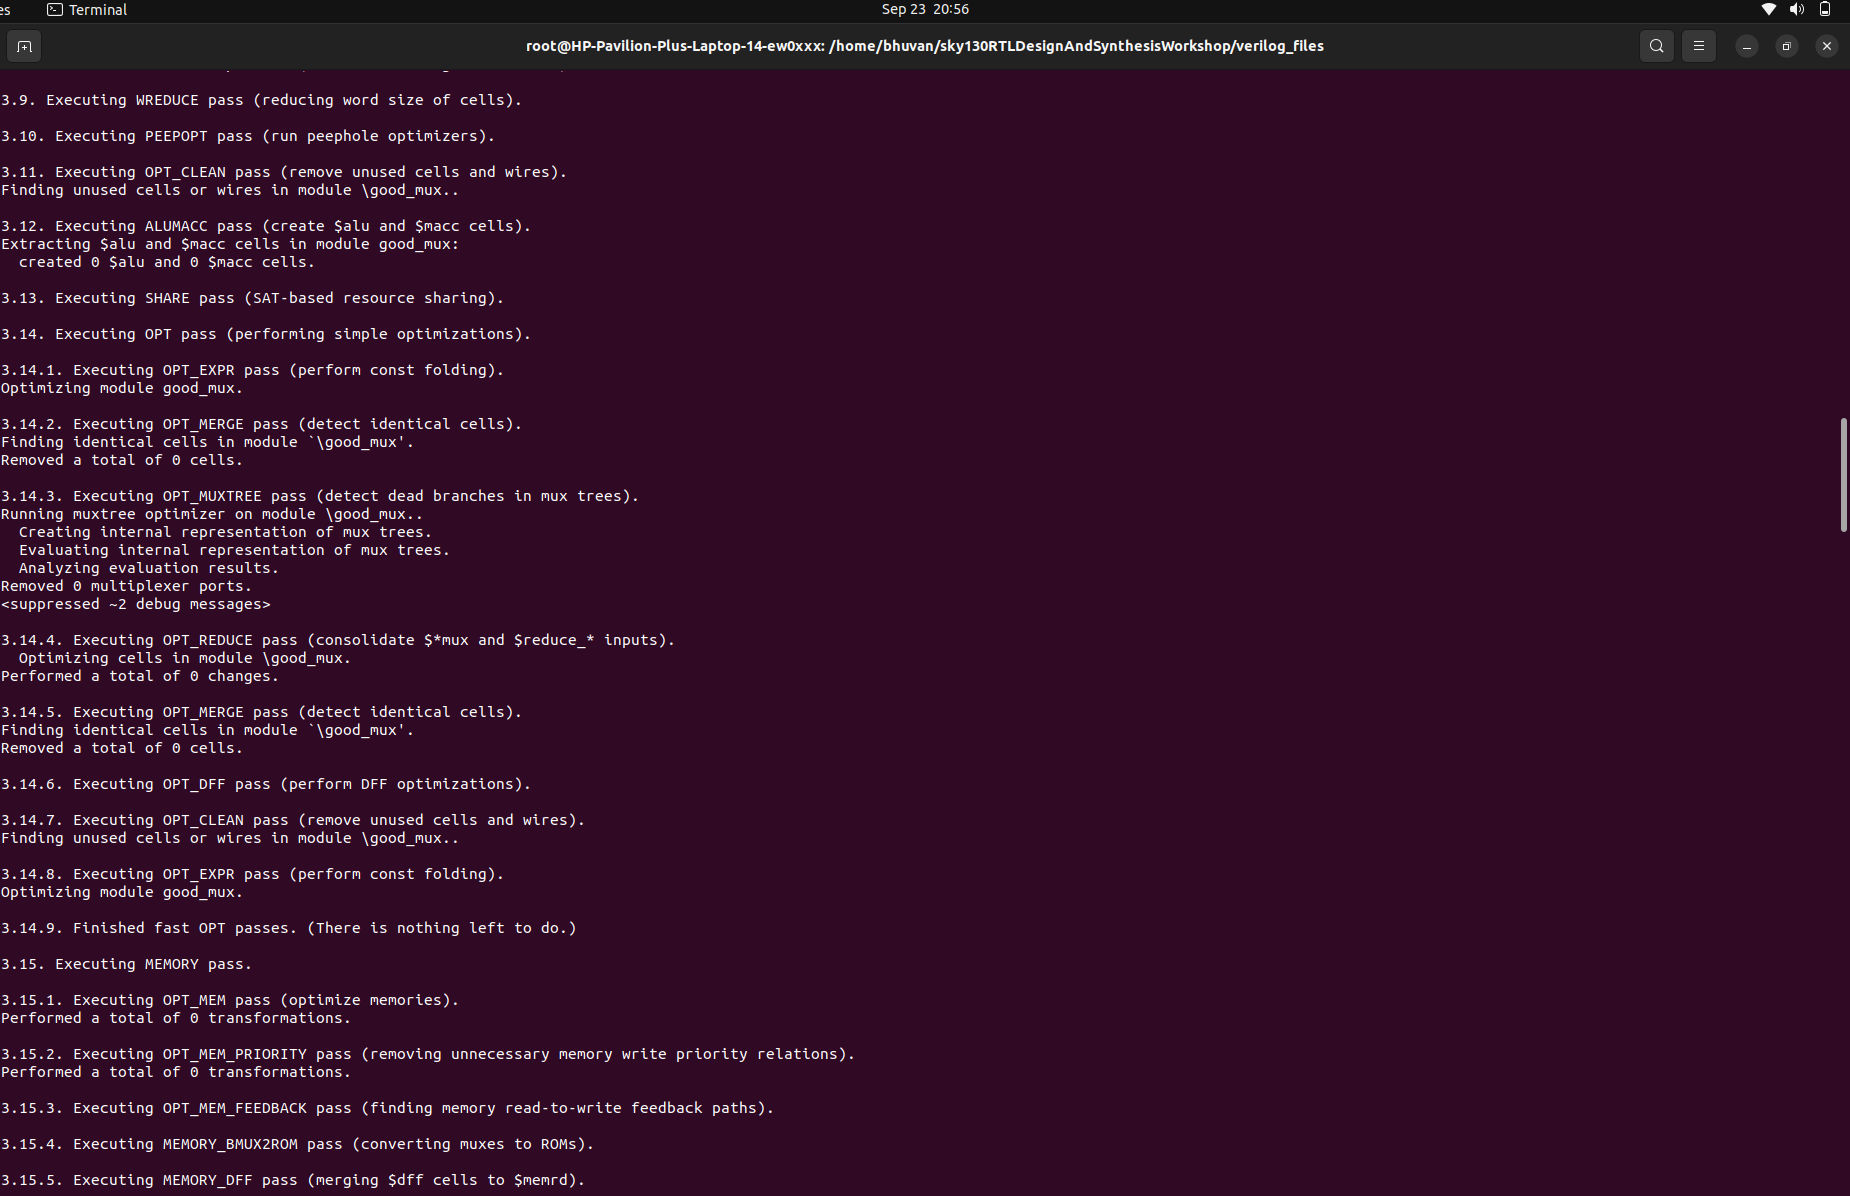 es
Terminal
Sep 23 20:56
root@HP-Pavilion-Plus-Laptop-14-ew0xxx: /home/bhuvan/sky130RTLDesignAndSynthesisWorkshop/verilog_files
3.9. Executing WREDUCE pass (reducing word size of cells).
3.10. Executing PEEPOPT pass (run peephole optimizers).
3.11. Executing OPT_CLEAN pass (remove unused cells and wires).
Finding unused cells or wires in module \good_mux..
3.12. Executing ALUMACC pass (create $alu and $macc cells).
Extracting $alu and $macc cells in module good_mux:
  created 0 $alu and 0 $macc cells.
3.13. Executing SHARE pass (SAT-based resource sharing).
3.14. Executing OPT pass (performing simple optimizations).
3.14.1. Executing OPT_EXPR pass (perform const folding).
Optimizing module good_mux.
3.14.2. Executing OPT_MERGE pass (detect identical cells).
Finding identical cells in module `\good_mux'.
Removed a total of 0 cells.
3.14.3. Executing OPT_MUXTREE pass (detect dead branches in mux trees).
Running muxtree optimizer on module \good_mux..
  Creating internal representation of mux trees.
  Evaluating internal representation of mux trees.
  Analyzing evaluation results.
Removed 0 multiplexer ports.
<suppressed ~2 debug messages>
3.14.4. Executing OPT_REDUCE pass (consolidate $*mux and $reduce_* inputs).
  Optimizing cells in module \good_mux.
Performed a total of 0 changes.
3.14.5. Executing OPT_MERGE pass (detect identical cells).
Finding identical cells in module `\good_mux'.
Removed a total of 0 cells.
3.14.6. Executing OPT_DFF pass (perform DFF optimizations).
3.14.7. Executing OPT_CLEAN pass (remove unused cells and wires).
Finding unused cells or wires in module \good_mux..
3.14.8. Executing OPT_EXPR pass (perform const folding).
Optimizing module good_mux.
3.14.9. Finished fast OPT passes. (There is nothing left to do.)
3.15. Executing MEMORY pass.
3.15.1. Executing OPT_MEM pass (optimize memories).
Performed a total of 0 transformations.
3.15.2. Executing OPT_MEM_PRIORITY pass (removing unnecessary memory write priority relations).
Performed a total of 0 transformations.
3.15.3. Executing OPT_MEM_FEEDBACK pass (finding memory read-to-write feedback paths).
3.15.4. Executing MEMORY_BMUX2ROM pass (converting muxes to ROMs).
3.15.5. Executing MEMORY_DFF pass (merging $dff cells to $memrd).